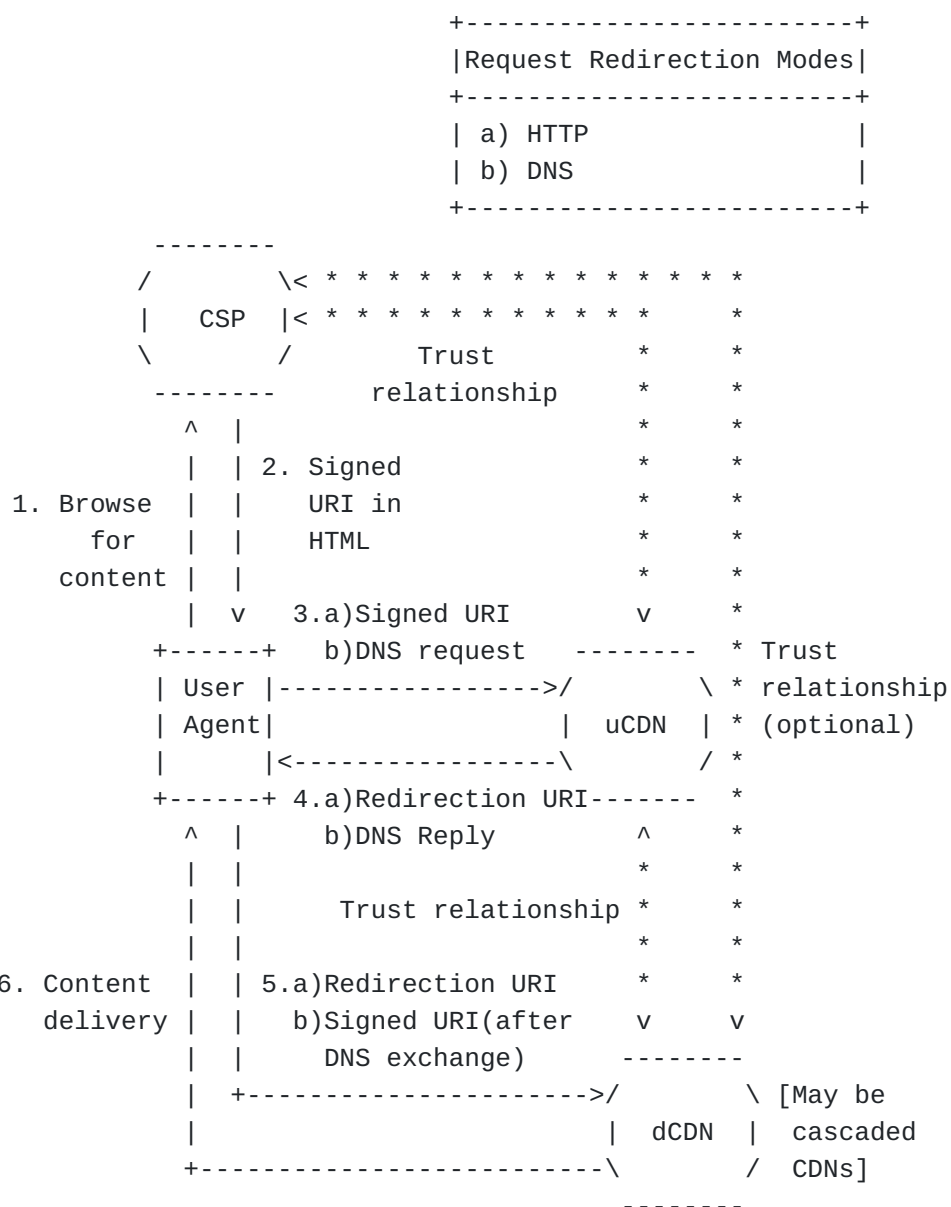 +-------------------------+
|Request Redirection Modes|
+-------------------------+
| a) HTTP                 |
| b) DNS                  |
+-------------------------+
--------
/        \< * * * * * * * * * * * * * *
|   CSP  |< * * * * * * * * * * *     *
\        /        Trust         *     *
--------      relationship     *     *
^  |                         *     *
|  | 2. Signed               *     *
1. Browse  |  |    URI in               *     *
for    |  |    HTML                 *     *
content |  |                         *     *
|  v   3.a)Signed URI        v     *
+------+   b)DNS request   --------  * Trust
| User |----------------->/        \ * relationship
| Agent|                  |  uCDN  | * (optional)
|      |<-----------------\        / *
+------+ 4.a)Redirection URI-------  *
^  |     b)DNS Reply         ^     *
|  |                         *     *
|  |      Trust relationship *     *
|  |                         *     *
6. Content  |  | 5.a)Redirection URI     *     *
delivery |  |   b)Signed URI(after    v     v
|  |     DNS exchange)      --------
|  +---------------------->/        \ [May be
|                          |  dCDN  |  cascaded
+--------------------------\        /  CDNs]
--------